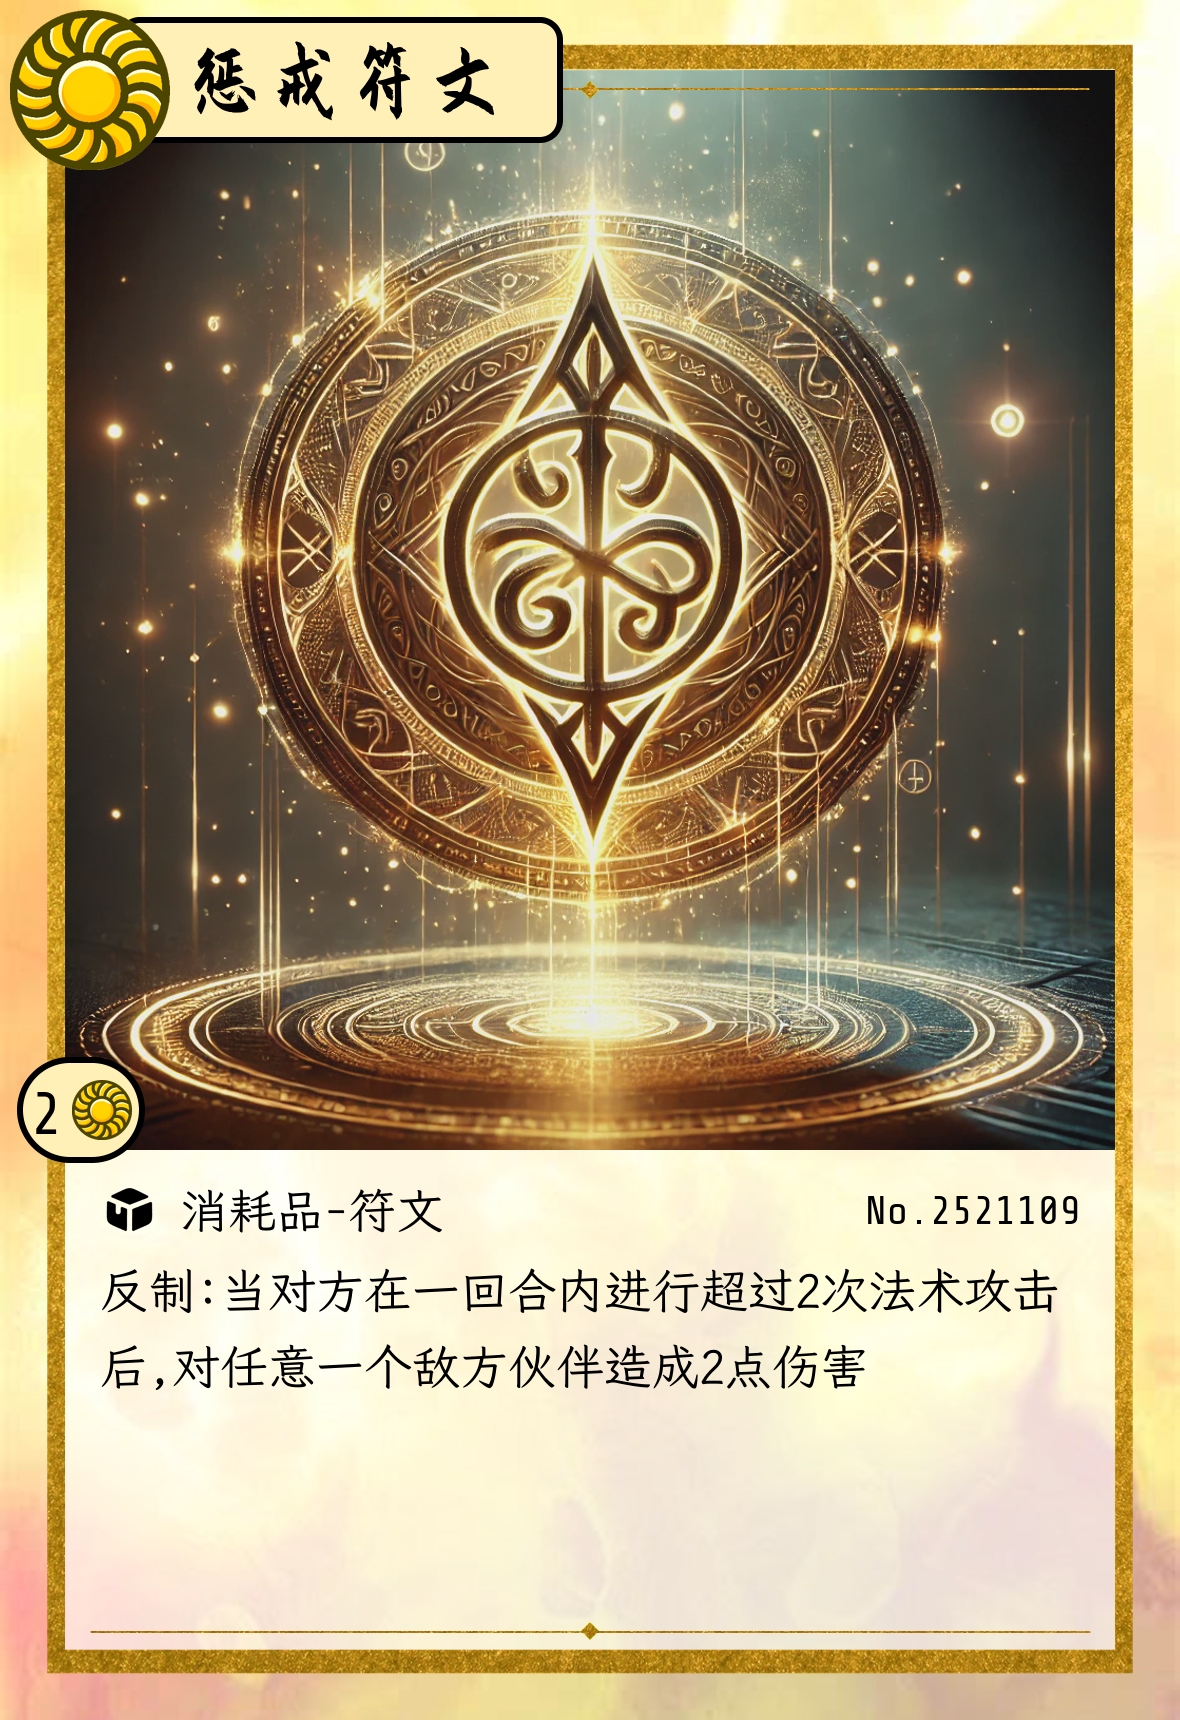 惩戒符文
2
消耗品-符文
No.2521109
反制:当对方在一回合内进行超过2次法术攻击
后,对任意一个敌方伙伴造成2点伤害